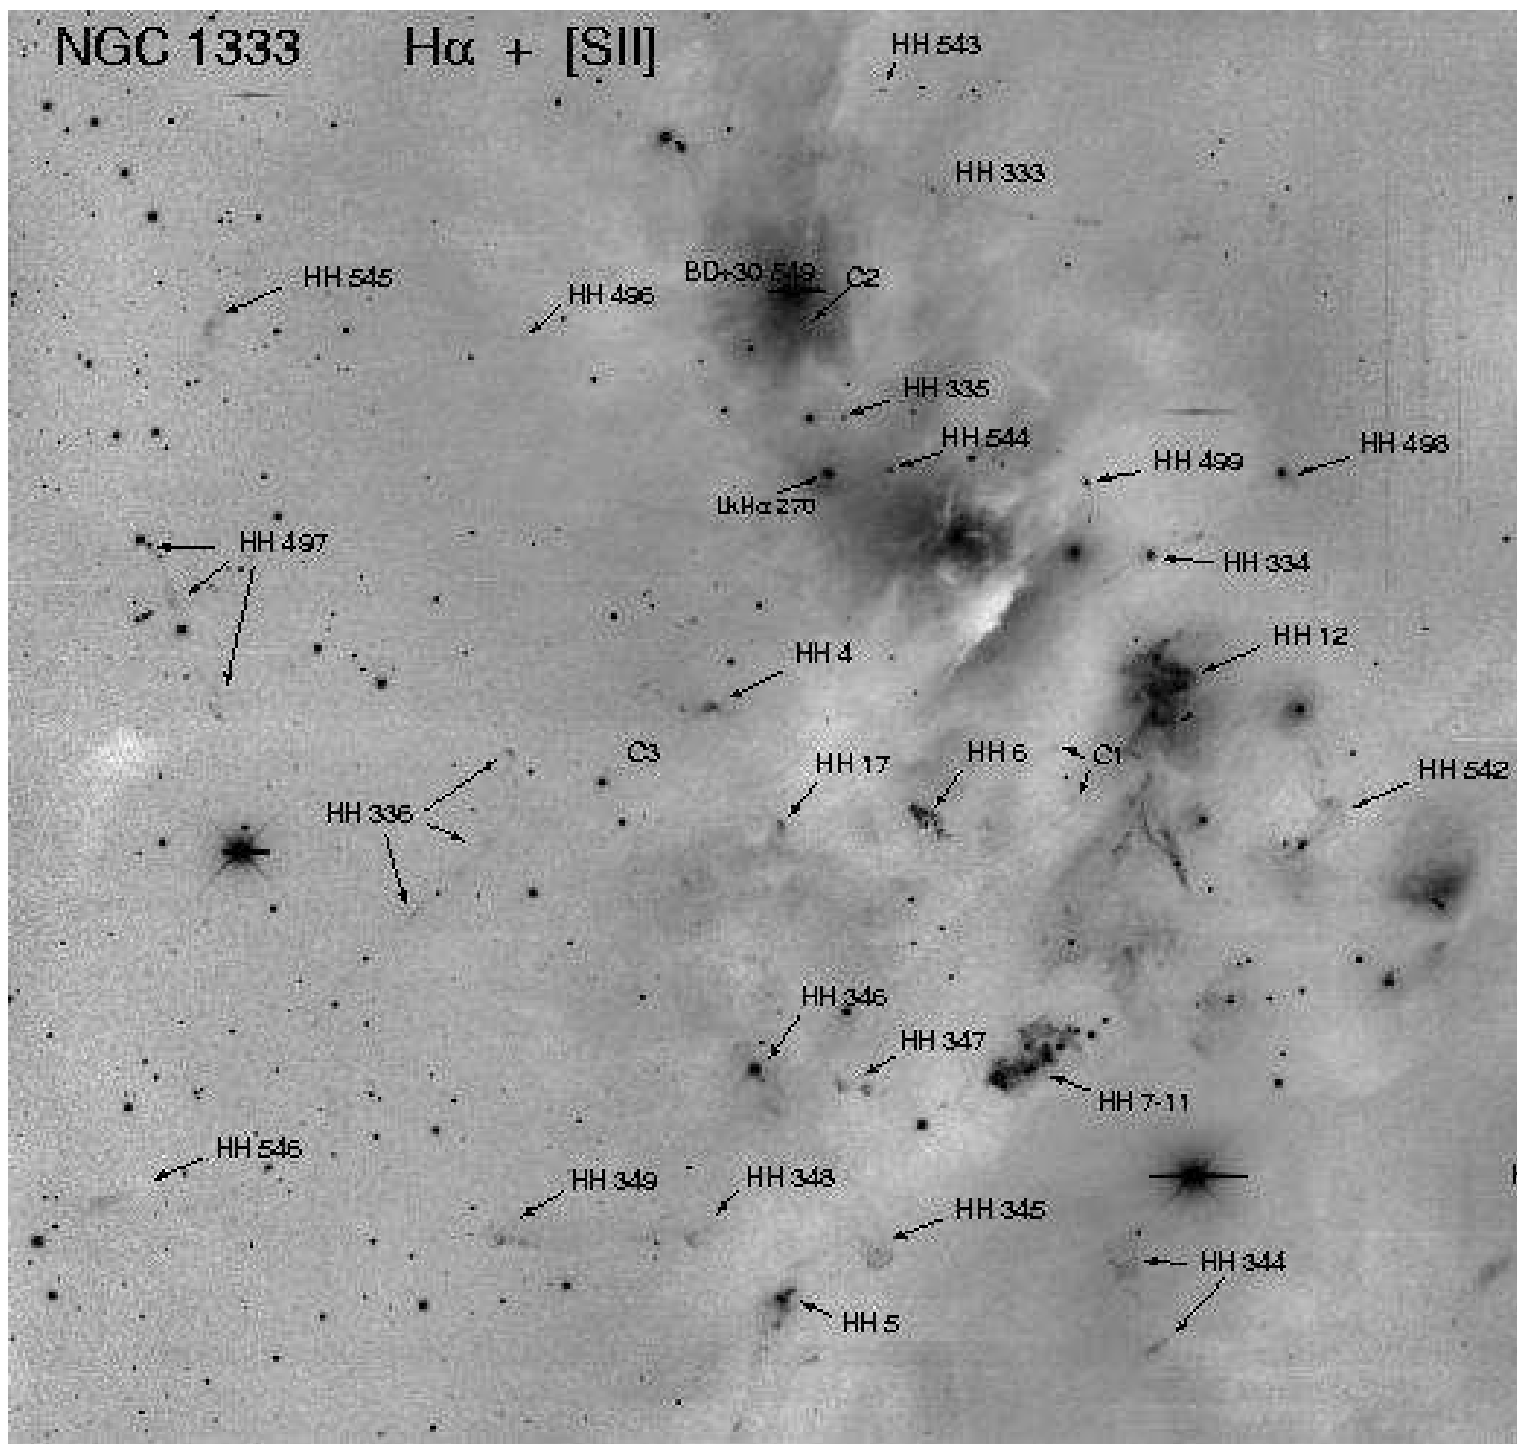 NGC 1333 Hα + [SII]
HH 543
HH 333
BD+30 549
C2
HH 545
HH 496
HH 335
HH 544
HH 499
HH 498
LkHα 270
HH 497
HH 334
HH 12
HH 4
C3
HH 17
HH 6
C1
HH 542
HH 336
HH 346
HH 347
HH 7-11
HH 546
HH 349
HH 348
HH 345
HH 344
HH 5